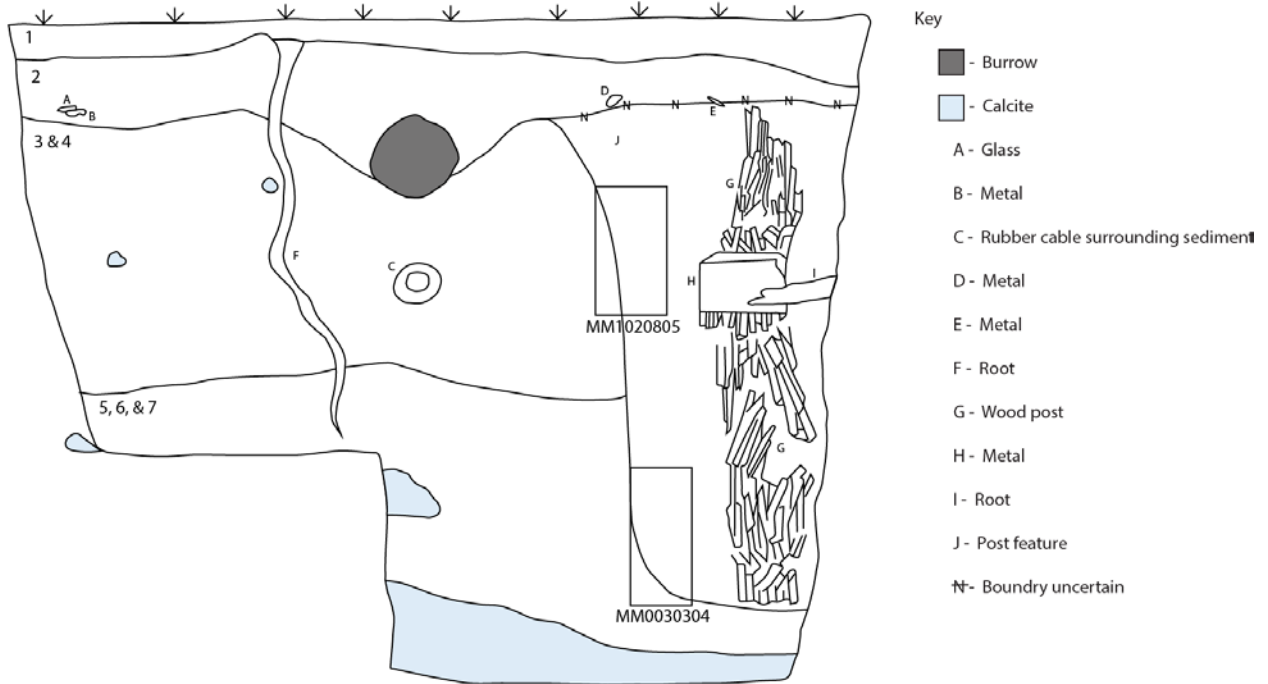 1
2
A
B
3 & 4
F
C
5, 6, & 7
D
N
N
N
E
N
N
N
J
G
H
I
MM1020805
G
MM0030304
Key
- Burrow
- Calcite
A - Glass
B - Metal
C - Rubber cable surrounding sediment
D - Metal
E - Metal
F - Root
G - Wood post
H - Metal
I - Root
J - Post feature
N - Boundry uncertain